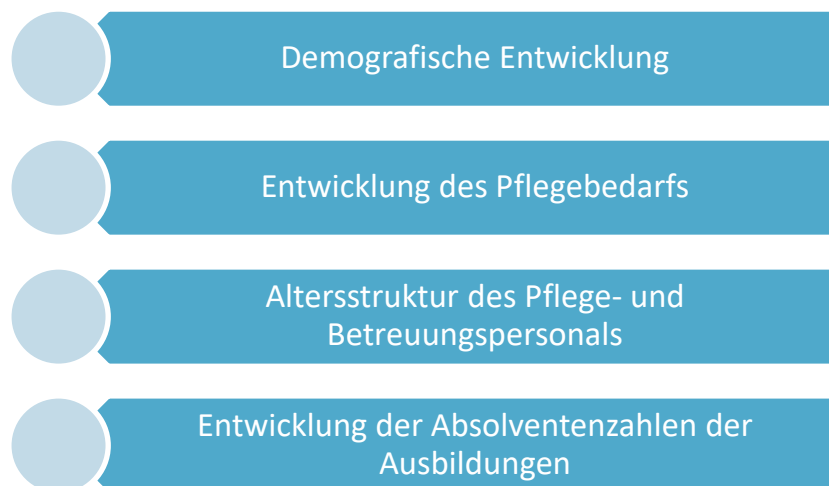 Demografische Entwicklung
Entwicklung des Pflegebedarfs
Altersstruktur des Pflege- und
Betreuungspersonals
Entwicklung der Absolventenzahlen der
Ausbildungen